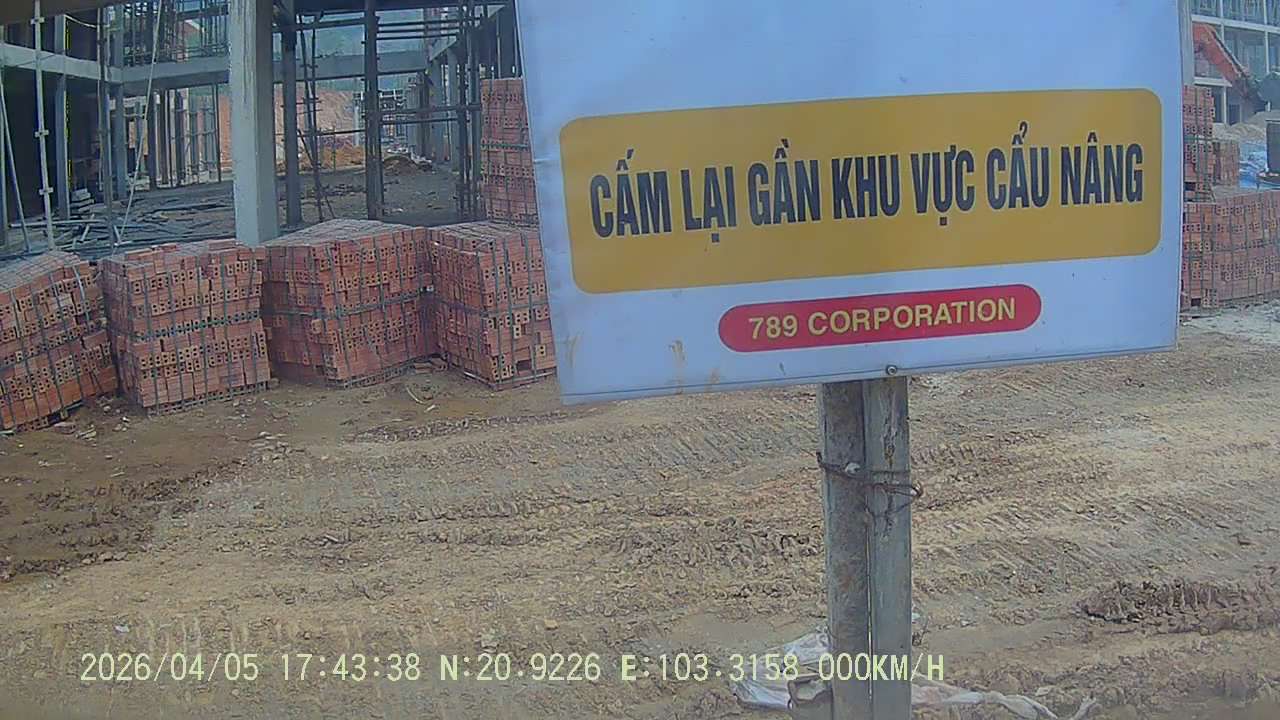 CẤM LẠI GẦN KHU VỰC CẨU NÂNG
789 CORPORATION
2026/04/05 17:43:38 N:20.9226 E:103.3158 000KM/H